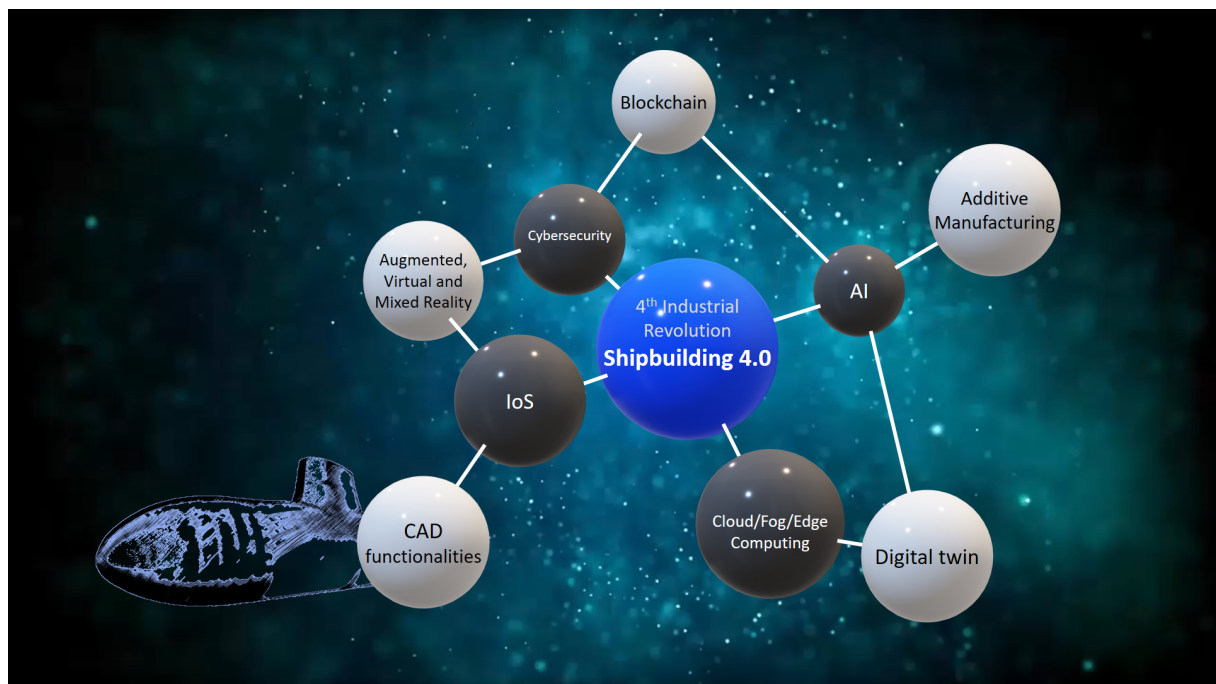 Blockchain
Additive
Manufacturing
Cybersecurity
Augmented,
Virtual and
Mixed Reality
AI
4th Industrial
Revolution
Shipbuilding 4.0
IoS
CAD
functionalities
Cloud/Fog/Edge
Computing
Digital twin